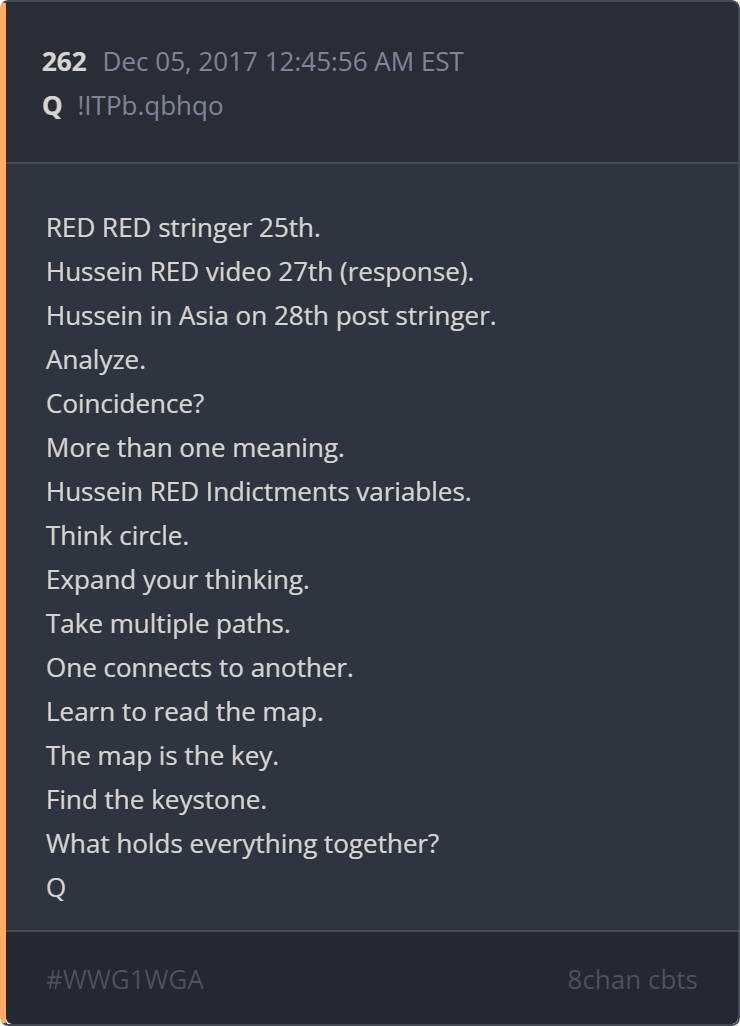 262 Dec 05, 2017 12:45:56 AM EST
Q !ITPb.qbhqo
RED RED stringer 25th.
Hussein RED video 27th (response).
Hussein in Asia on 28th post stringer.
Analyze.
Coincidence?
More than one meaning.
Hussein RED Indictments variables.
Think circle.
Expand your thinking.
Take multiple paths.
One connects to another.
Learn to read the map.
The map is the key.
Find the keystone.
What holds everything together?
Q
#WWG1WGA 8chan cbts